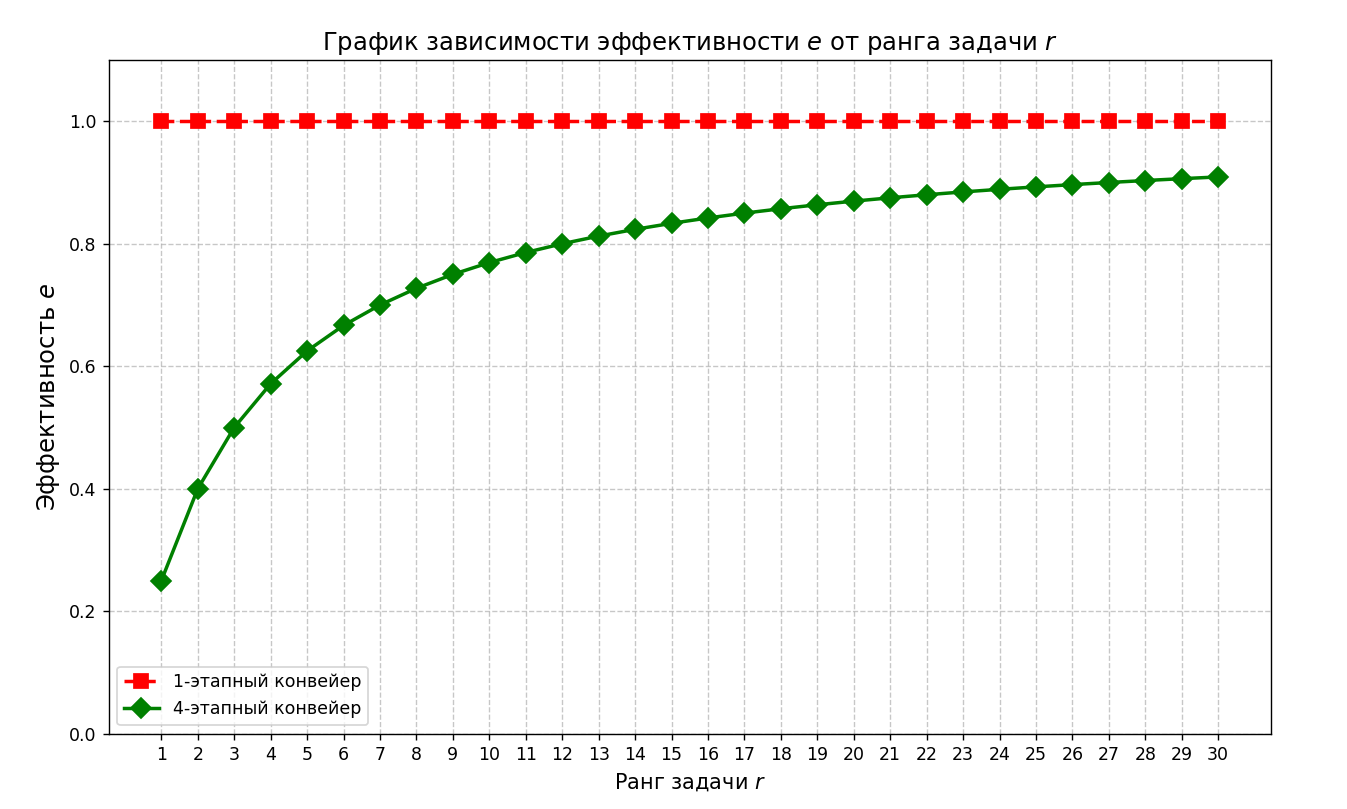 График зависимости эффективности e от ранга задачи r
Эффективность e
1.0
0.8
0.6
0.4
0.2
0.0
1-этапный конвейер
4-этапный конвейер
1 2 3 4 5 6 7 8 9 10 11 12 13 14 15 16 17 18 19 20 21 22 23 24 25 26 27 28 29 30
Ранг задачи r